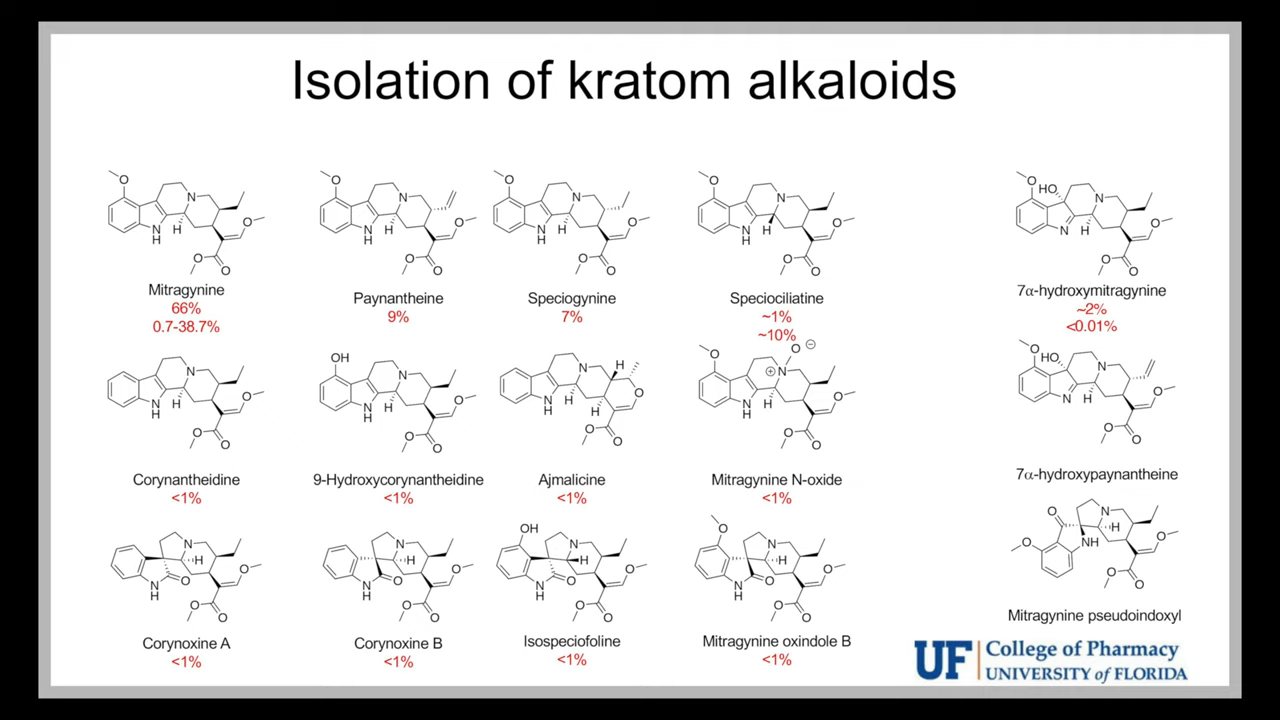 Isolation of kratom alkaloids
Mitragynine
66%
0.7-38.7%
Paynantheine
9%
Speciogynine
7%
Speciociliatine
~1%
~10%
7α-hydroxymitragynine
~2%
<0.01%
Corynantheidine
<1%
9-Hydroxycorynantheidine
<1%
Ajmalicine
<1%
Mitragynine N-oxide
<1%
7α-hydroxypaynantheine
Corynoxine A
<1%
Corynoxine B
<1%
Isospeciofoline
<1%
Mitragynine oxindole B
<1%
Mitragynine pseudoindoxyl
UF
College of Pharmacy
UNIVERSITY of FLORIDA